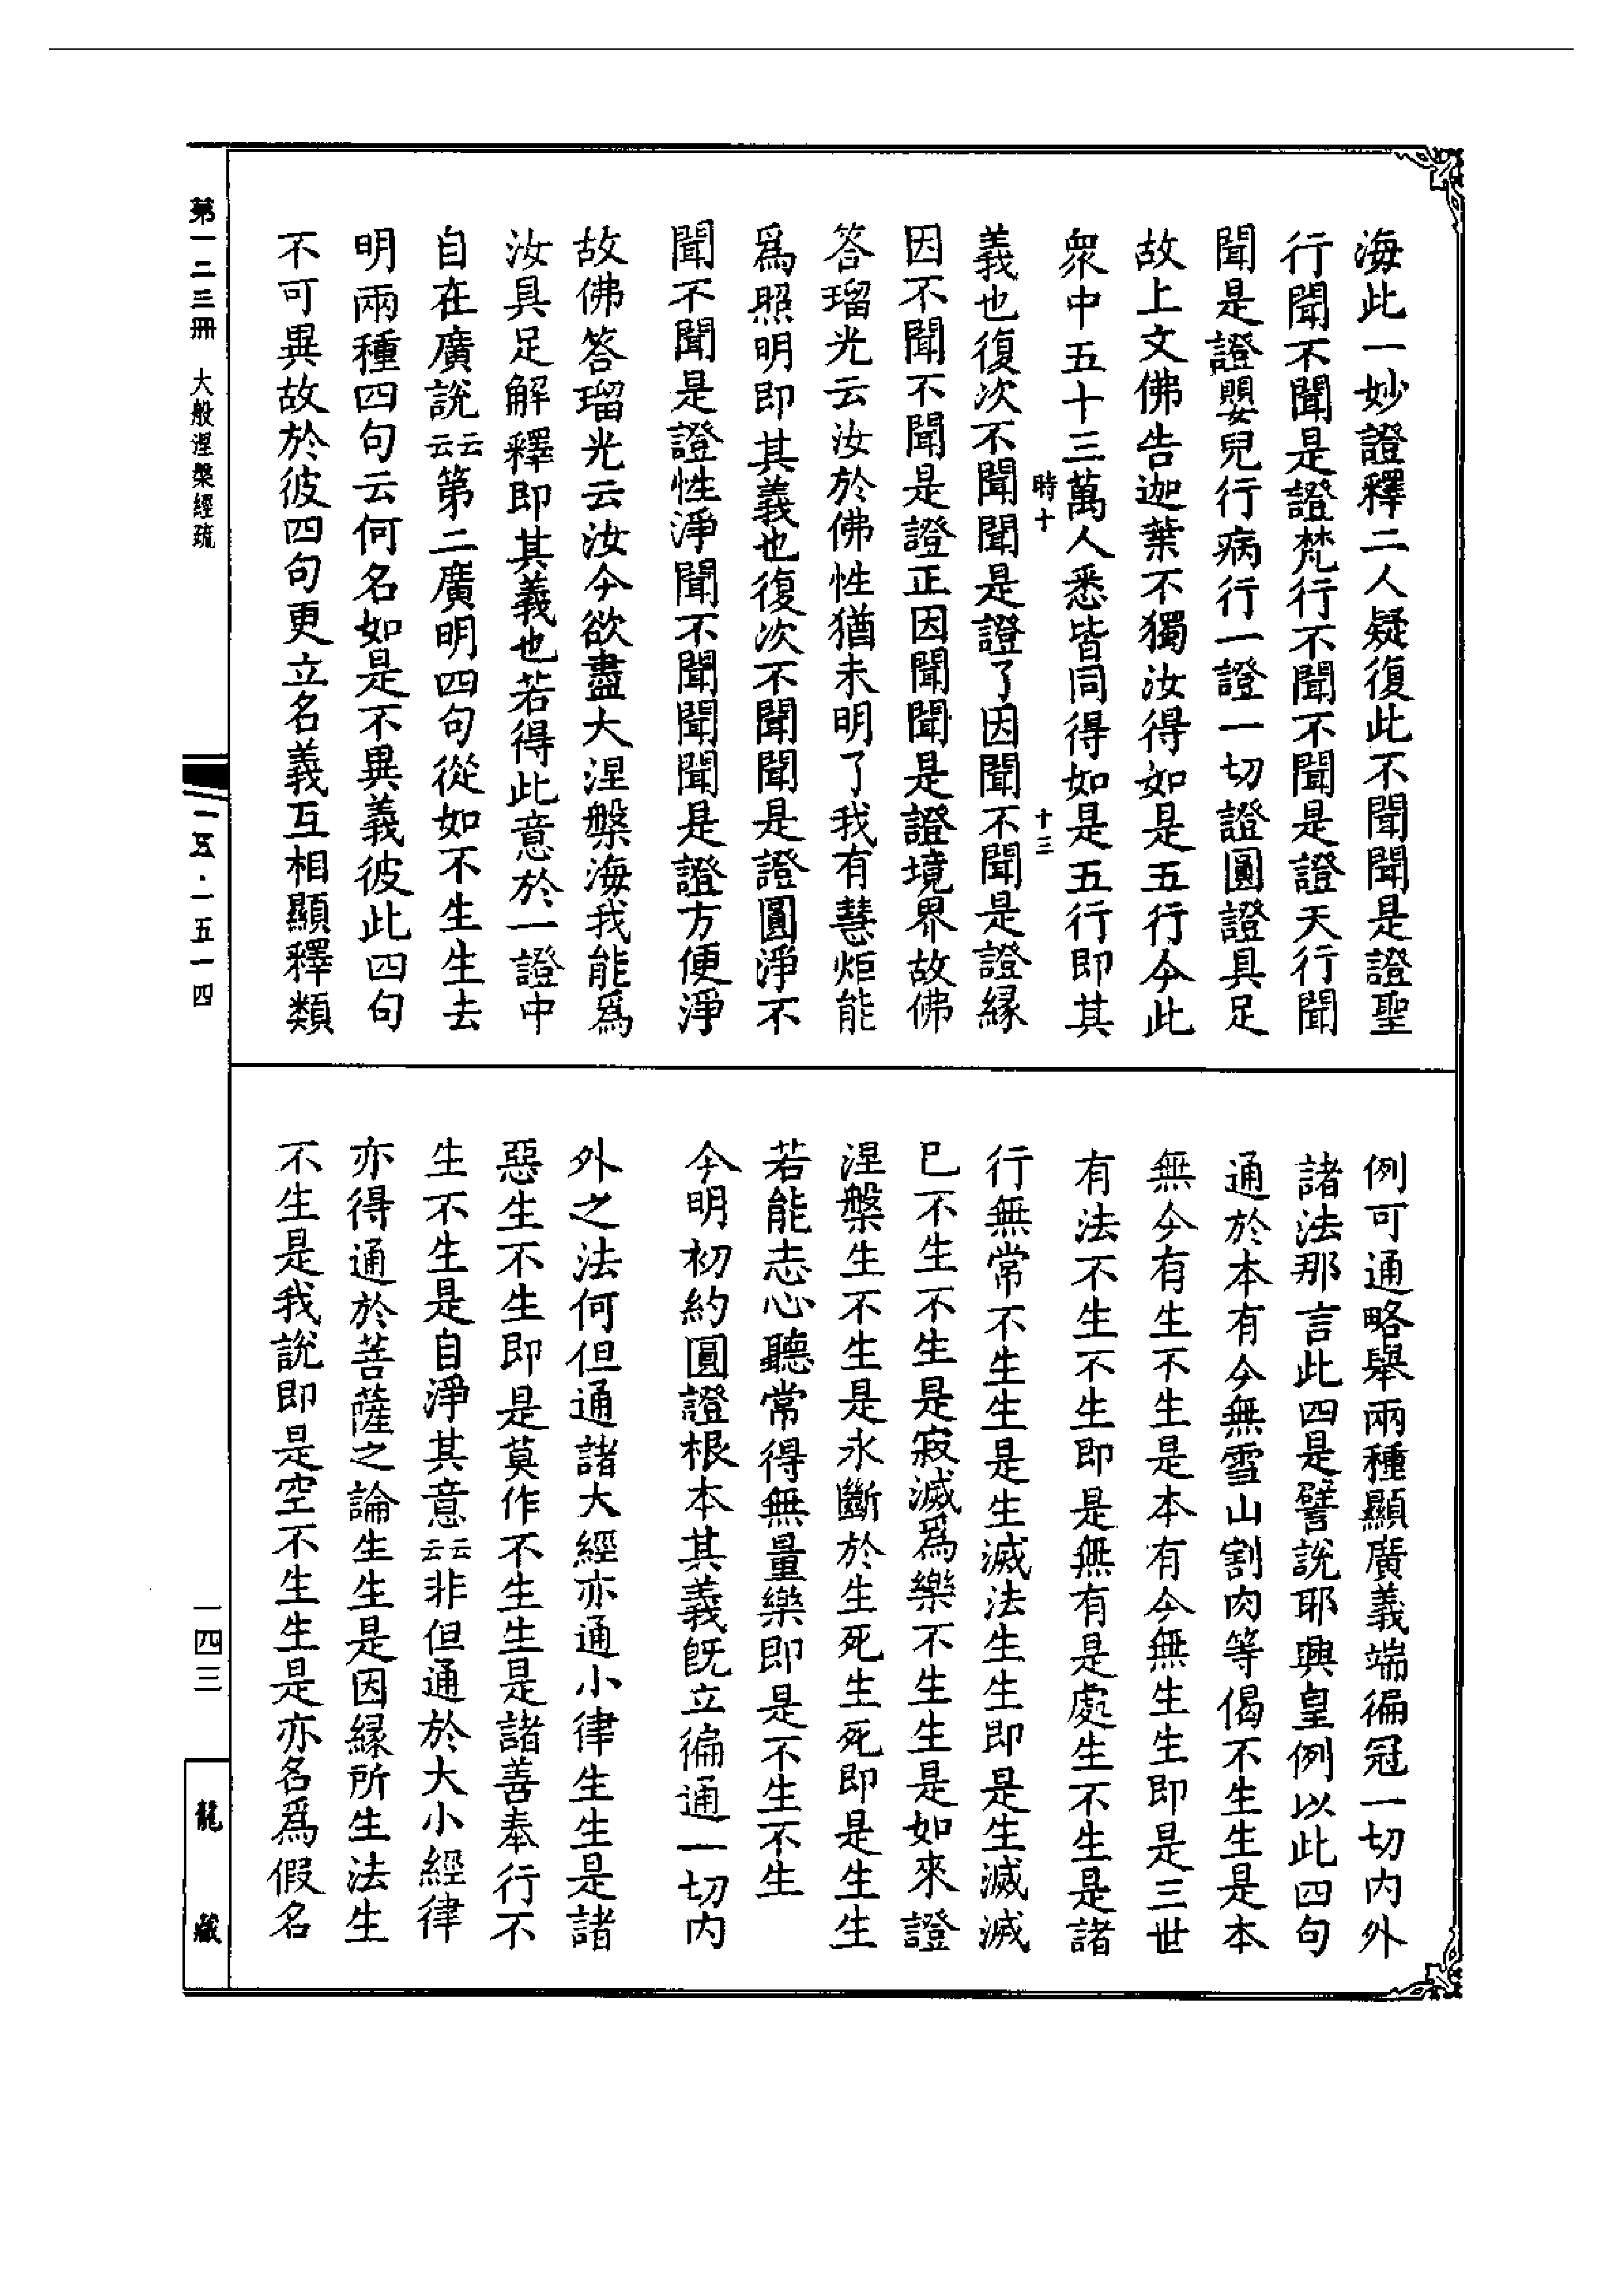 海此一妙證釋二人疑復此不聞聞是證聖
行聞不聞是證梵行不聞不聞是證天行聞
聞是證嬰兒行病行一證一切證圓證具足
故上文佛告迦葉不獨汝得如是五行今此
衆中五十三萬人悉皆同得如是五行即其
時十
十三
義也復次不聞聞是證了因聞不聞是證緣
因不聞不聞是證正因聞聞是證境界故佛
答瑠光云汝於佛性猶未明了我有慧炬能
爲照明即其義也復次不聞聞是證圓淨不
聞不聞是證性淨聞不聞聞聞是證方便淨
故佛答瑠光云汝今欲盡大涅槃海我能爲
汝具足解釋即其義也若得此意於一證中
自在廣説云云第二廣明四句從如不生生去
明兩種四句云何名如是不異義彼此四句
不可異故於彼四句更立名義互相顯釋類
例可通略舉兩種顯廣義端徧冠一切内外
諸法那言此四是譬説耶興皇例以此四句
通於本有今無雪山割肉等偈不生生是本
無今有生不生是本有今無生生即是三世
有法不生不生即是無有是處生不生是諸
行無常不生生是生滅法生生即是生滅滅
巳不生不生是寂滅爲樂不生生是如來證
涅槃生不生是永斷於生死生死即是生生
若能志心聽常得無量樂即是不生不生
今明初約圓證根本其義既立徧通一切内
外之法何但通諸大經亦通小律生生是諸
惡生不生即是莫作不生生是諸善奉行不
生不生是自淨其意云云非但通於大小經律
亦得通於菩薩之論生生是因緣所生法生
不生是我説即是空不生生是亦名爲假名
第一二三冊 大般涅槃經疏
一五·一五一四
一四三
龍藏